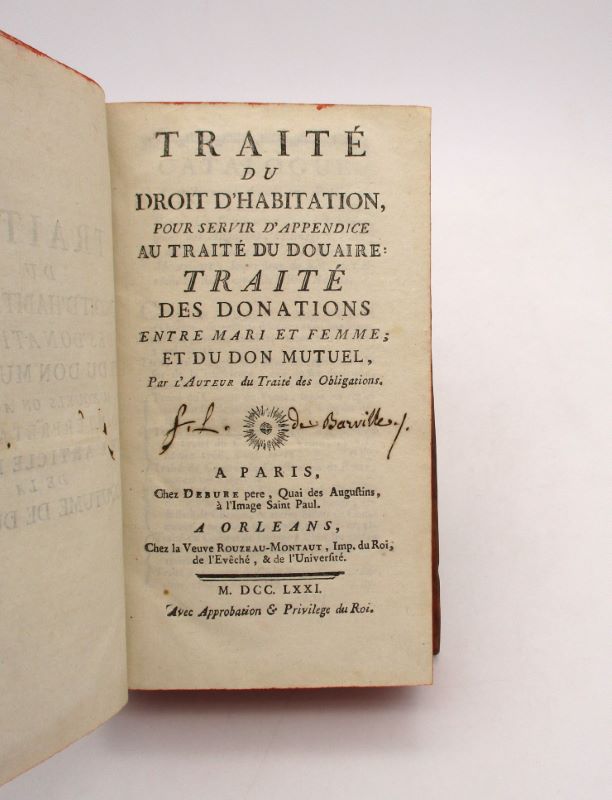 TRAITÉ
DU
DROIT D'HABITATION,
POUR SERVIR D'APPENDICE
AU TRAITÉ DU DOUAIRE:
TRAITÉ
DES DONATIONS
ENTRE MARI ET FEMME;
ET DU DON MUTUEL,
Par L'AUTEUR du Traité des Obligations.
f. L. de Barville /.
A PARIS,
Chez DEBURE pere, Quai des Augustins,
à l'Image Saint Paul.
A ORLEANS,
Chez la Veuve ROUZEAU-MONTAUT, Imp. du Roi,
de l'Evêché, & de l'Université.
M. DCC. LXXI.
Avec Approbation & Privilege du Roi.